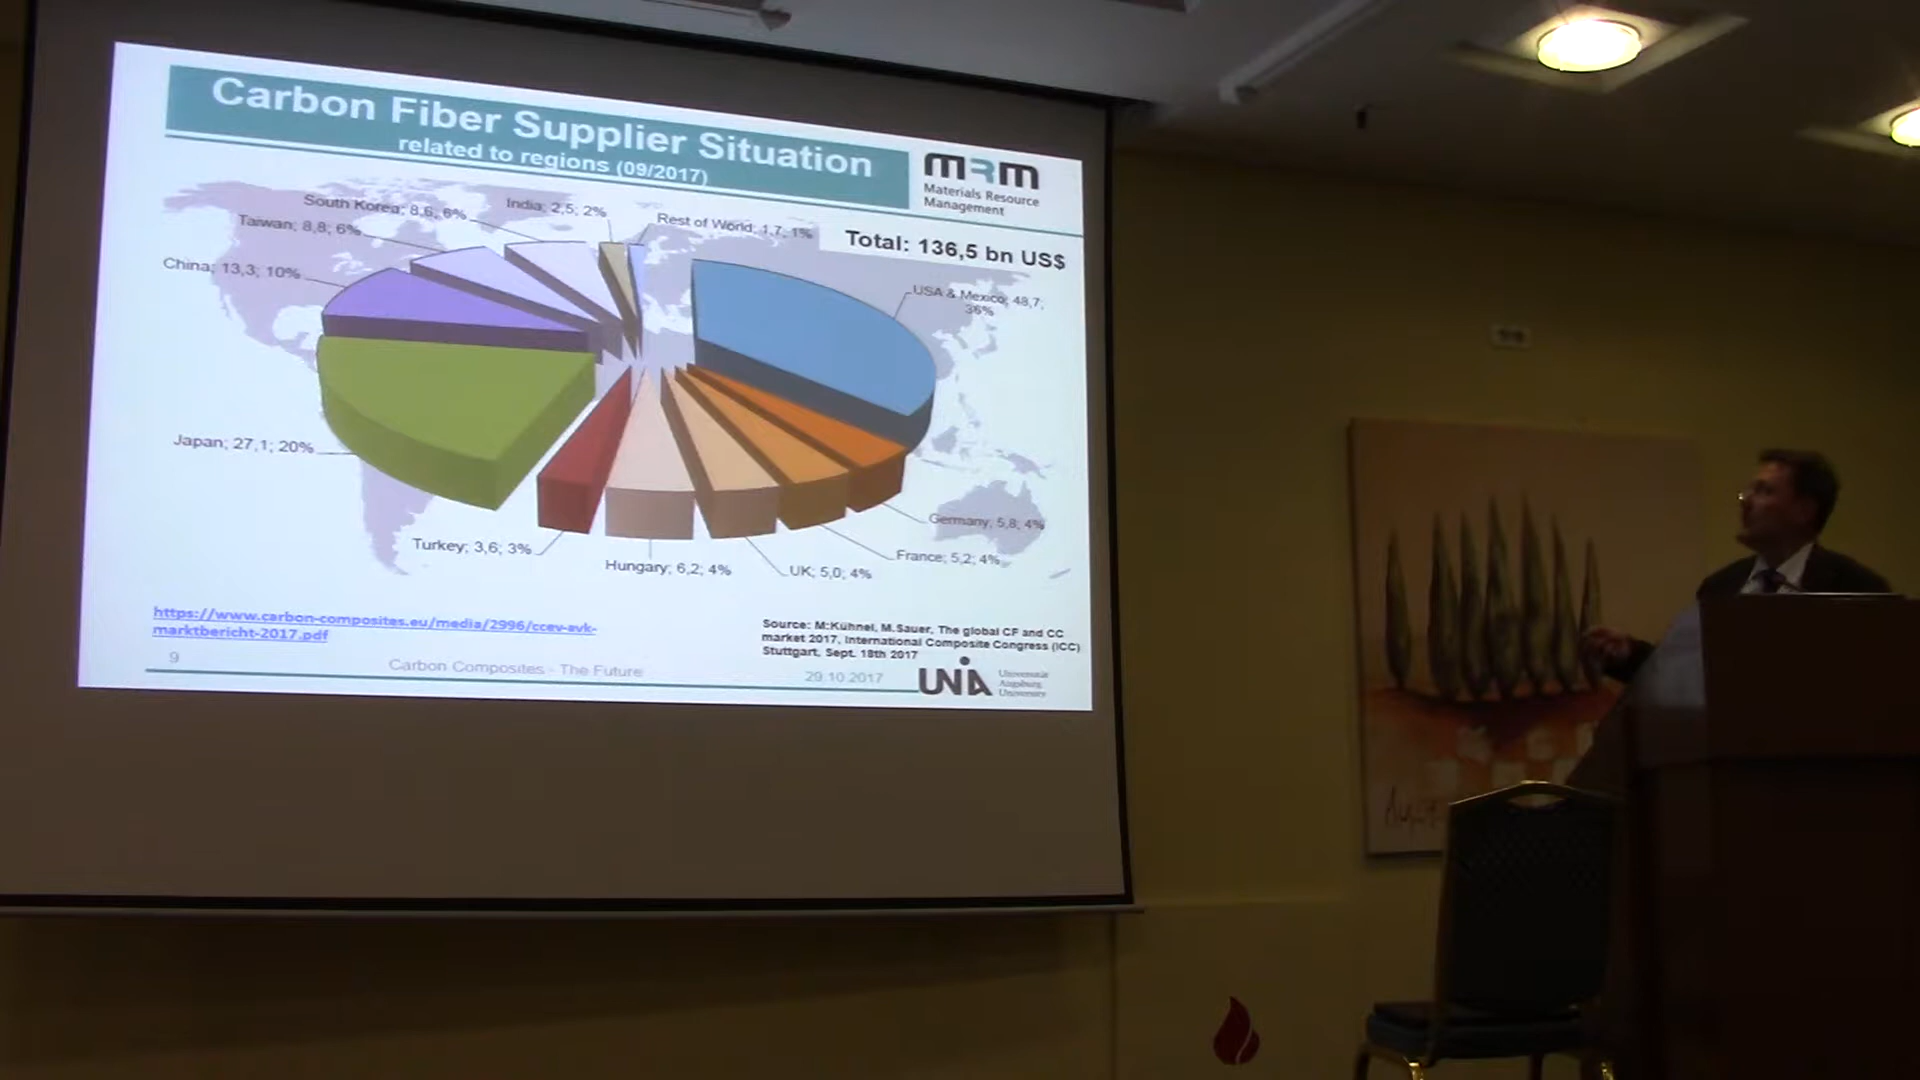 Carbon Fiber Supplier Situation
related to regions (09/2017)
MRM
Materials Resource
Management
South Korea; 8,6; 6%
India; 2,5; 2%
Rest of World; 1,7; 1%
Taiwan; 8,8; 6%
Total: 136,5 bn US$
China; 13,3; 10%
USA & Mexico; 48,7;
36%
Japan; 27,1; 20%
Germany; 5,8; 4%
Turkey; 3,6; 3%
France; 5,2; 4%
Hungary; 6,2; 4%
UK; 5,0; 4%
https://www.carbon-composites.eu/media/2996/ccev-avk-
marktbericht-2017.pdf
Source: M:Kühnel, M.Sauer, The global CF and CC
market 2017, International Composite Congress (ICC)
Stuttgart, Sept. 18th 2017
9
Carbon Composites - The Future
29.10.2017
UNIA
Universität
Augsburg
University